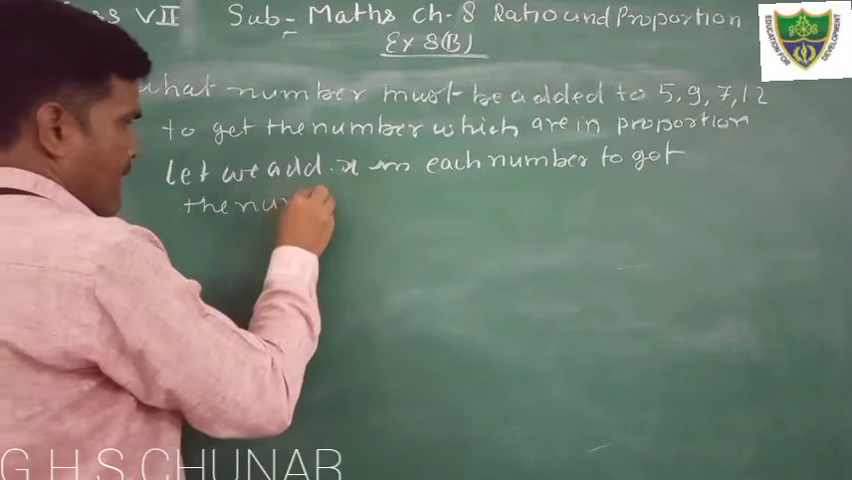 VII Sub- Maths Ch-8 Ratio and Proportion
Ex 8(B)
what number must be added to 5, 9, 7, 12
to get the number which are in proportion
let we add x in each number to get
the nu
EDUCATION FOR DEVELOPMENT
G.H.S.CHUNAR